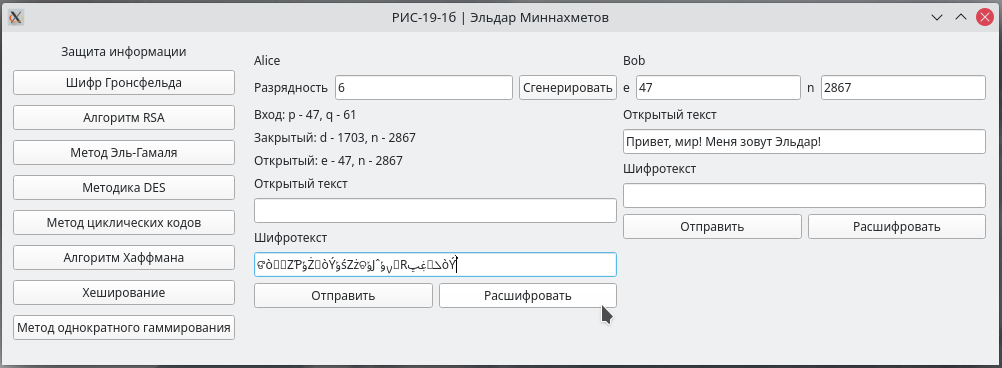 РИС-19-1б | Эльдар Миннахметов
Защита информации
Шифр Гронсфельда
Алгоритм RSA
Метод Эль-Гамаля
Методика DES
Метод циклических кодов
Алгоритм Хаффмана
Хеширование
Метод однократного гаммирования
Alice
Разрядность 6 Сгенерировать
Вход: p - 47, q - 61
Закрытый: d - 1703, n - 2867
Открытый: e - 47, n - 2867
Открытый текст
Шифротекст
Отправить Расшифровать
Bob
e 47 n 2867
Открытый текст
Привет, мир! Меня зовут Эльдар!
Шифротекст
Отправить Расшифровать